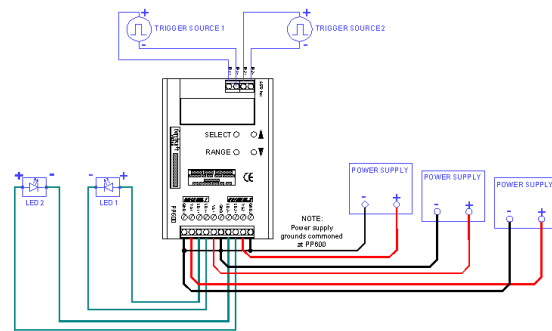 +
TRIGGER SOURCE 1
-
+
TRIGGER SOURCE 2
-
SELECT
RANGE
CE
PP600
+ -
LED 2
- +
LED 1
POWER SUPPLY
- +
POWER SUPPLY
- +
POWER SUPPLY
- +
NOTE:
Power supply
grounds commoned
at PP600